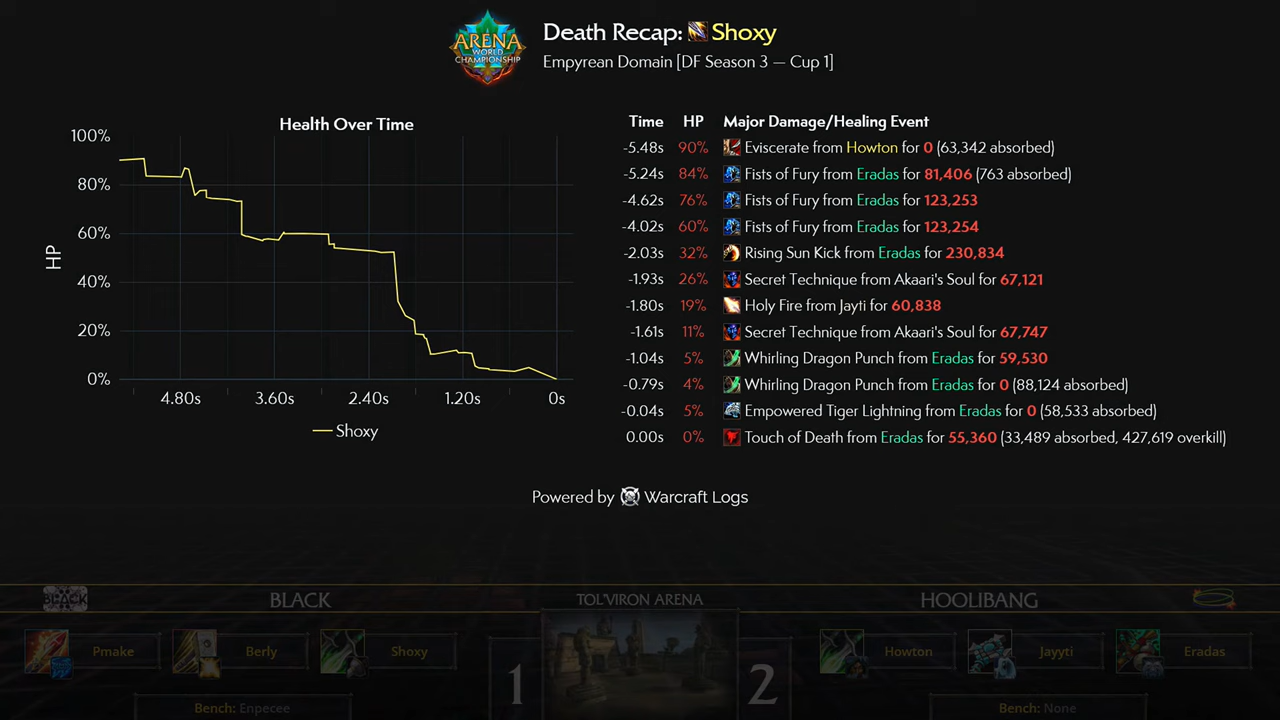 ARENA
WORLD
CHAMPIONSHIP
Death Recap: Shoxy
Empyrean Domain [DF Season 3 — Cup 1]
Health Over Time
100%
80%
60%
40%
20%
0%
HP
4.80s 3.60s 2.40s 1.20s 0s
Shoxy
Time HP Major Damage/Healing Event
-5.48s 90% Eviscerate from Howton for 0 (63,342 absorbed)
-5.24s 84% Fists of Fury from Eradas for 81,406 (763 absorbed)
-4.62s 76% Fists of Fury from Eradas for 123,253
-4.02s 60% Fists of Fury from Eradas for 123,254
-2.03s 32% Rising Sun Kick from Eradas for 230,834
-1.93s 26% Secret Technique from Akaari's Soul for 67,121
-1.80s 19% Holy Fire from Jayti for 60,838
-1.61s 11% Secret Technique from Akaari's Soul for 67,747
-1.04s 5% Whirling Dragon Punch from Eradas for 59,530
-0.79s 4% Whirling Dragon Punch from Eradas for 0 (88,124 absorbed)
-0.04s 5% Empowered Tiger Lightning from Eradas for 0 (58,533 absorbed)
0.00s 0% Touch of Death from Eradas for 55,360 (33,489 absorbed, 427,619 overkill)
Powered by Warcraft Logs
BLACK BLACK TOL'VIRON ARENA HOOLIBANG
Pmake Berly Shoxy 1 2 Howton Jayyti Eradas
Bench: Enpecee Bench: None